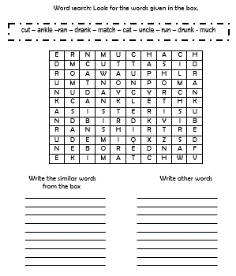 Word search: Look for the words given in the box.
cut – ankle –ran – drank – match – cat – uncle – run – drunk - much
E R N M U C H A C H
D M C U T T A S I D
R O A W A U P H L R
U M T N O N P O M A
N U D A Y C Y R C N
K C A N K L E T H K
A S I S T E R I S U
N D B I R D K Y I B
R A N S H I R T R E
U D E M I O X Z S D
N E B O R E D N A F
E K I M A T C H W V
Write the similar words Write other words
from the box